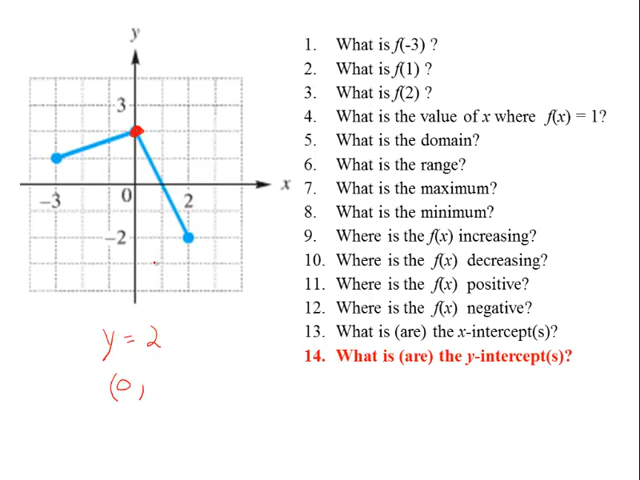 y
3
x
-3
0
2
-2
1. What is f(-3) ?
2. What is f(1) ?
3. What is f(2) ?
4. What is the value of x where f(x) = 1?
5. What is the domain?
6. What is the range?
7. What is the maximum?
8. What is the minimum?
9. Where is the f(x) increasing?
10. Where is the f(x) decreasing?
11. Where is the f(x) positive?
12. Where is the f(x) negative?
13. What is (are) the x-intercept(s)?
14. What is (are) the y-intercept(s)?
y = 2
(0,